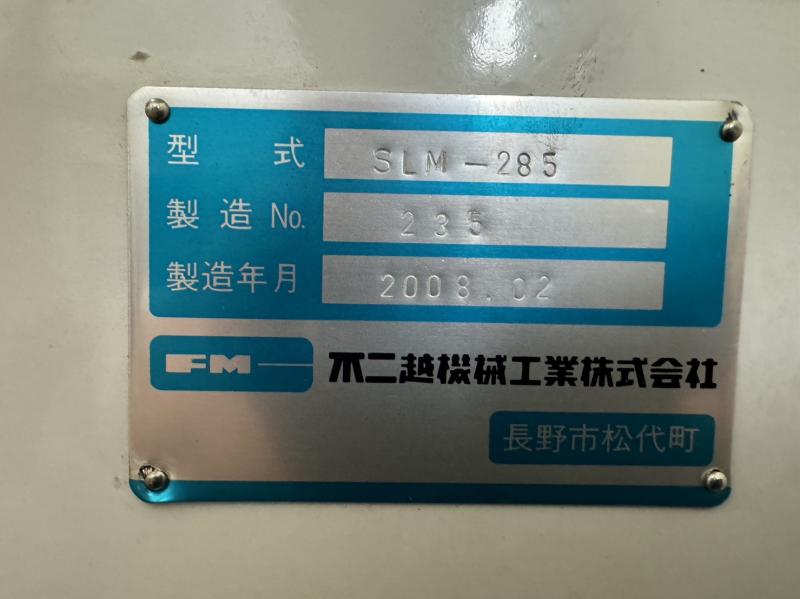 型式 SLM-285
製造No. 235
製造年月 2008.02
FM 不二越機械工業株式会社
長野市松代町